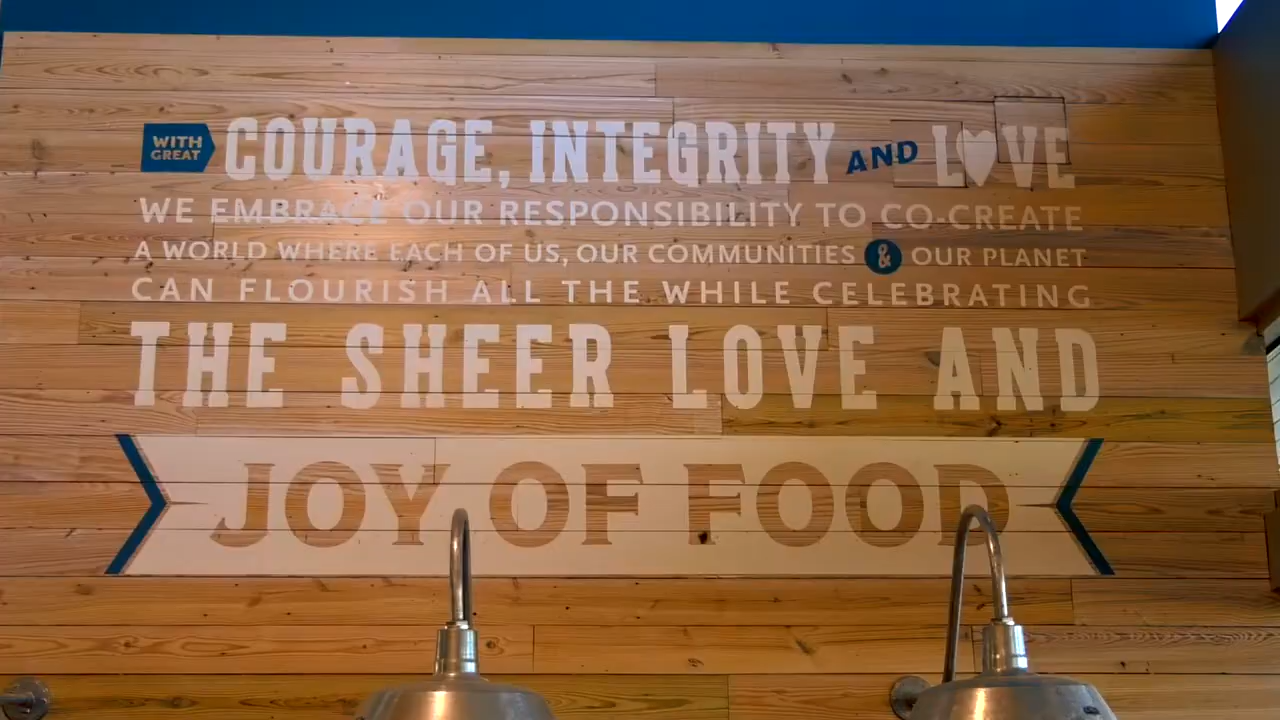 WITH GREAT COURAGE, INTEGRITY AND LOVE
WE EMBRACE OUR RESPONSIBILITY TO CO-CREATE
A WORLD WHERE EACH OF US, OUR COMMUNITIES & OUR PLANET
CAN FLOURISH ALL THE WHILE CELEBRATING
THE SHEER LOVE AND
JOY OF FOOD